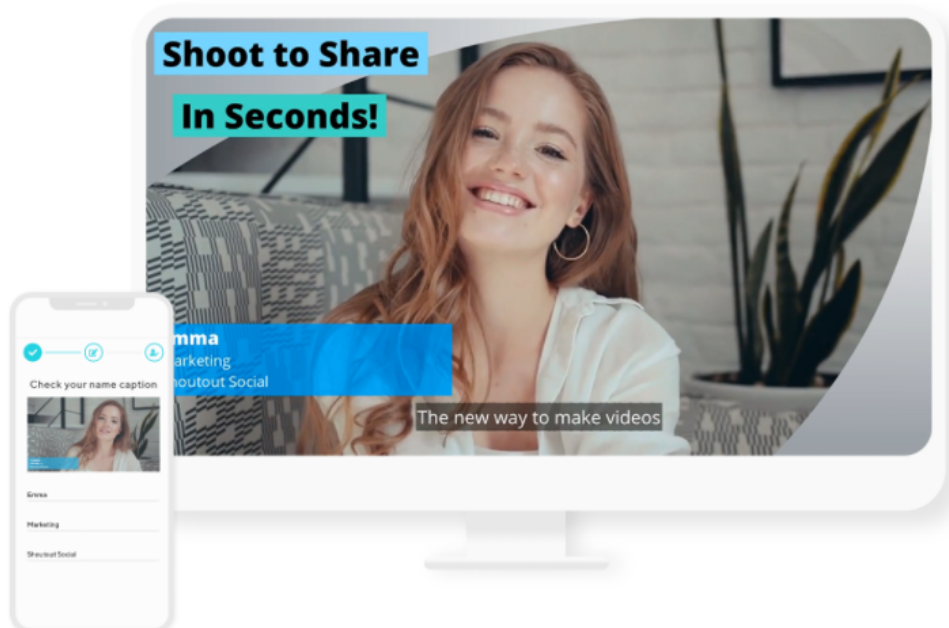 Shoot to Share
In Seconds!
mma
arketing
houtout Social
The new way to make videos
Check your name caption
Emma
Marketing
Shoutout Social